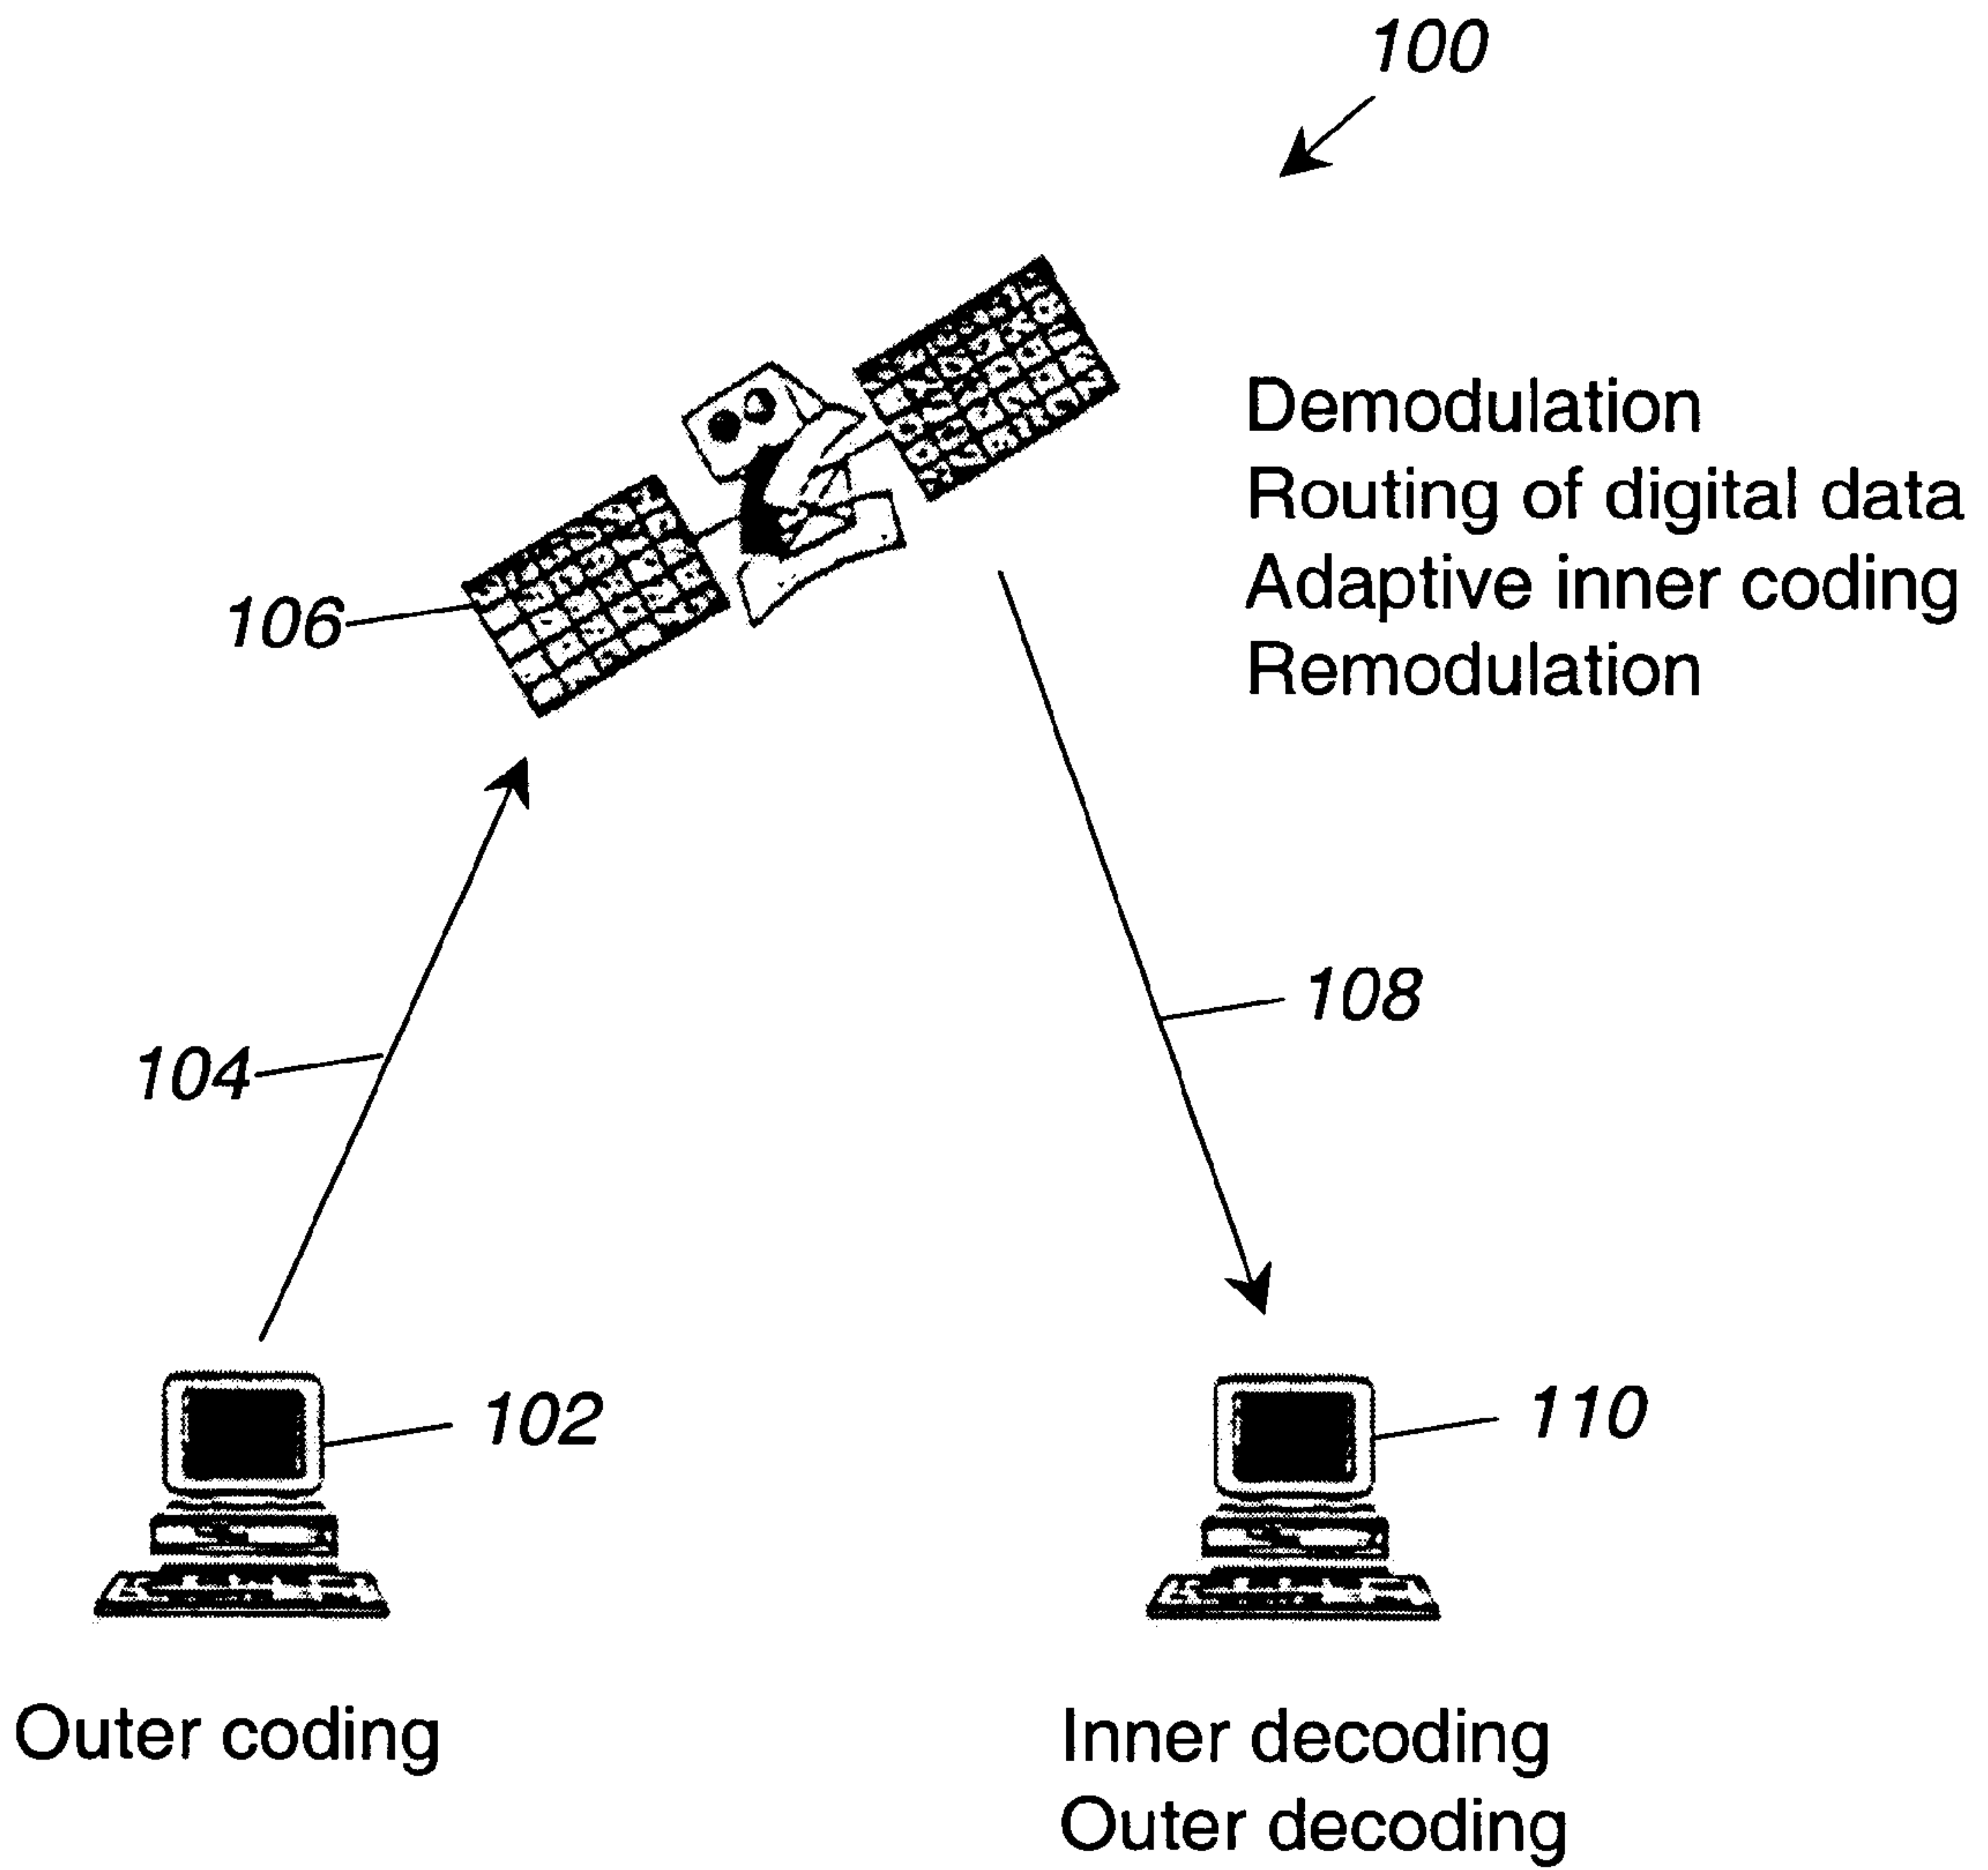 100
Demodulation
Routing of digital data
Adaptive inner coding
Remodulation
106
108
104
102
110
Outer coding
Inner decoding
Outer decoding